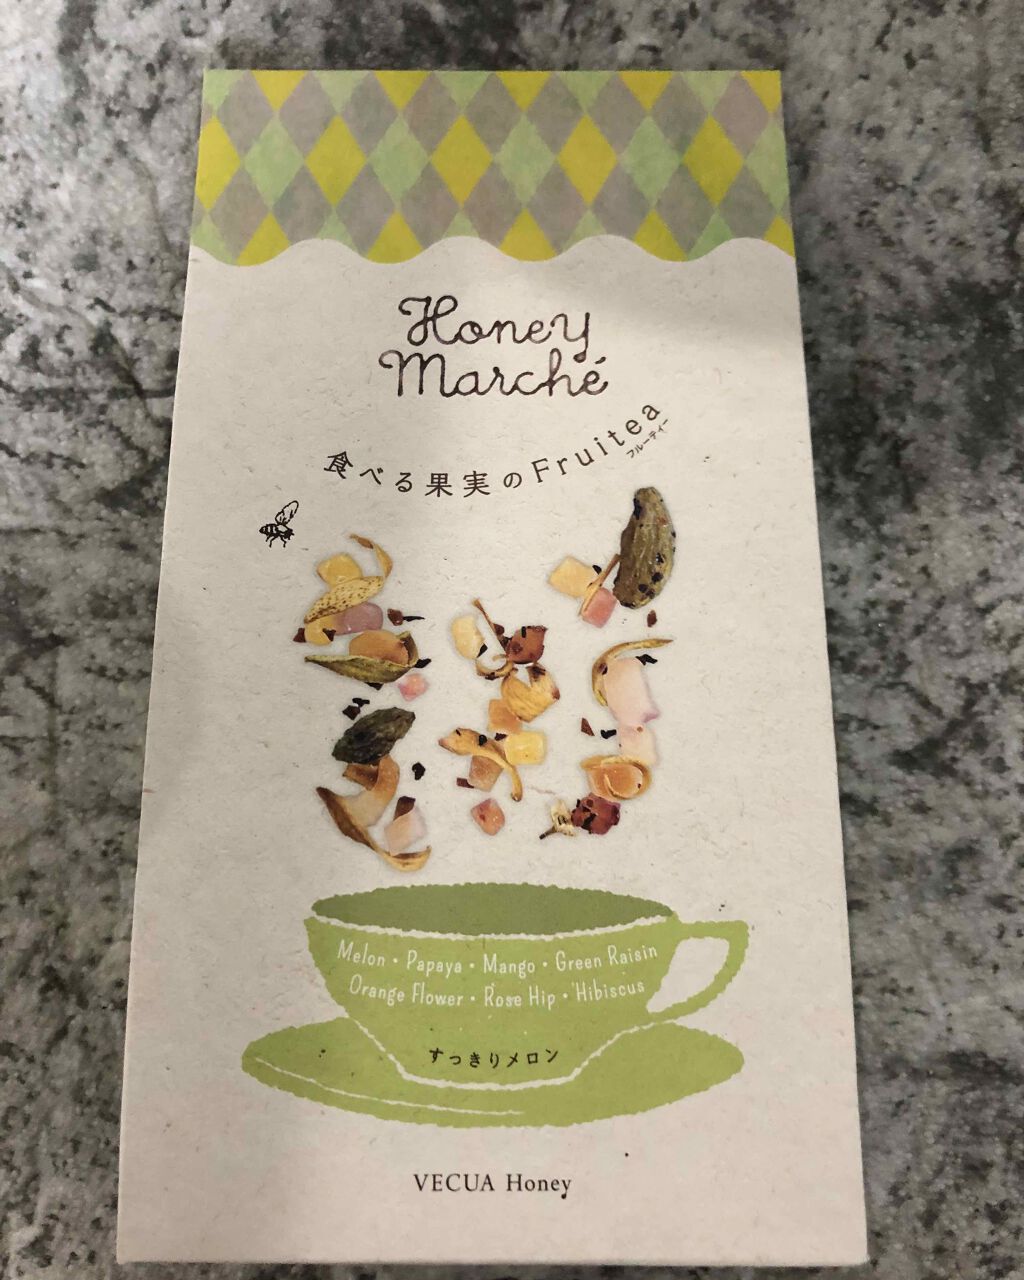 Honey
Marché
食べる果実のFruitea
フルーティー
Melon・Papaya・Mango・Green Raisin
Orange Flower・Rose Hip・Hibiscus
すっきりメロン
VECUA Honey